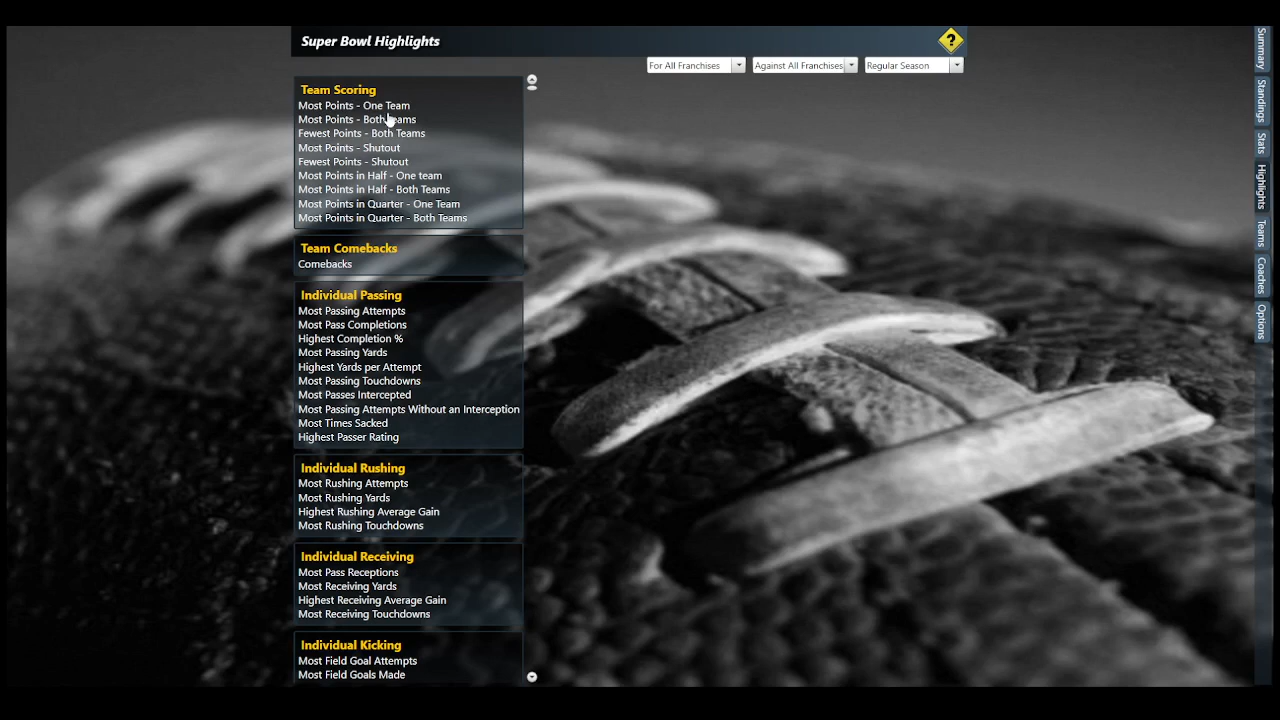 Super Bowl Highlights
?
For All Franchises
Against All Franchises
Regular Season
Team Scoring
Most Points - One Team
Most Points - Both Teams
Fewest Points - Both Teams
Most Points - Shutout
Fewest Points - Shutout
Most Points in Half - One team
Most Points in Half - Both Teams
Most Points in Quarter - One Team
Most Points in Quarter - Both Teams
Team Comebacks
Comebacks
Individual Passing
Most Passing Attempts
Most Pass Completions
Highest Completion %
Most Passing Yards
Highest Yards per Attempt
Most Passing Touchdowns
Most Passes Intercepted
Most Passing Attempts Without an Interception
Most Times Sacked
Highest Passer Rating
Individual Rushing
Most Rushing Attempts
Most Rushing Yards
Highest Rushing Average Gain
Most Rushing Touchdowns
Individual Receiving
Most Pass Receptions
Most Receiving Yards
Highest Receiving Average Gain
Most Receiving Touchdowns
Individual Kicking
Most Field Goal Attempts
Most Field Goals Made
Summary
Standings
Stats
Highlights
Teams
Coaches
Options